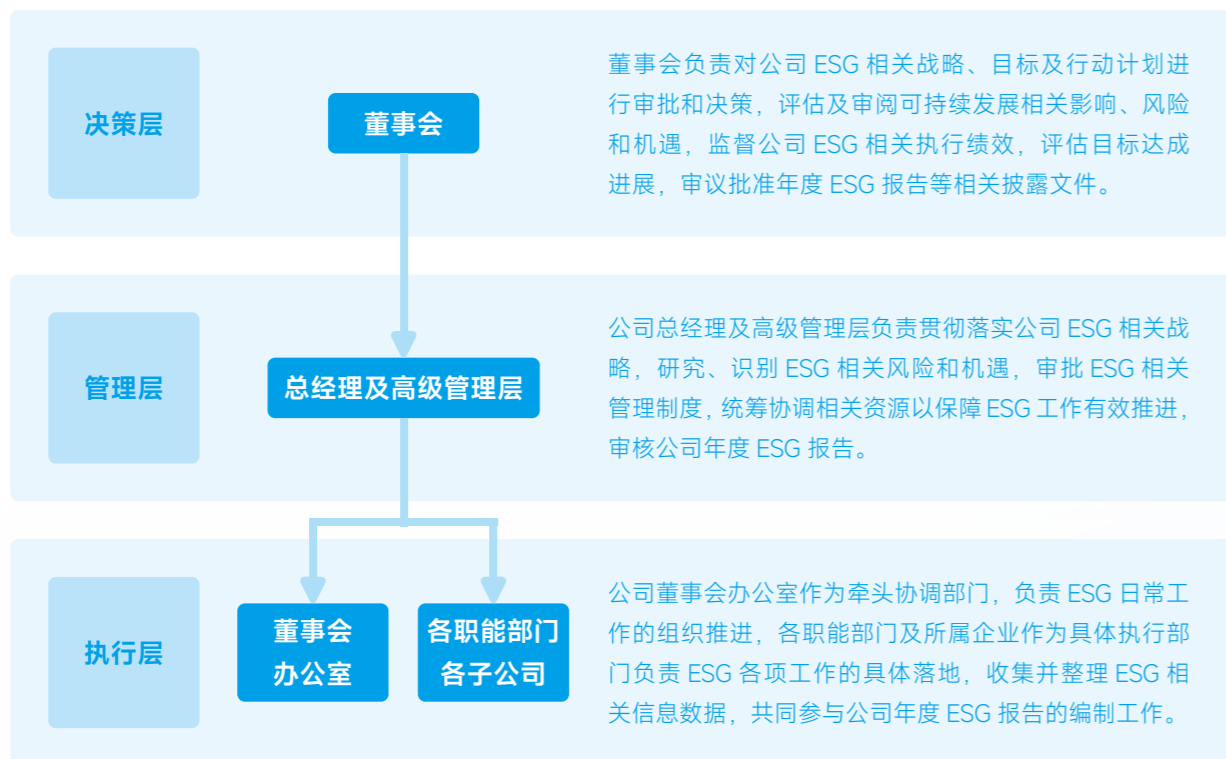 决策层
董事会
董事会负责对公司 ESG 相关战略、目标及行动计划进
行审批和决策，评估及审阅可持续发展相关影响、风险
和机遇，监督公司 ESG 相关执行绩效，评估目标达成
进展，审议批准年度 ESG 报告等相关披露文件。
管理层
总经理及高级管理层
公司总经理及高级管理层负责贯彻落实公司 ESG 相关战
略，研究、识别 ESG 相关风险和机遇，审批 ESG 相关
管理制度，统筹协调相关资源以保障 ESG 工作有效推进，
审核公司年度 ESG 报告。
执行层
董事会
办公室
各职能部门
各子公司
公司董事会办公室作为牵头协调部门，负责 ESG 日常工
作的组织推进，各职能部门及所属企业作为具体执行部
门负责 ESG 各项工作的具体落地，收集并整理 ESG 相
关信息数据，共同参与公司年度 ESG 报告的编制工作。